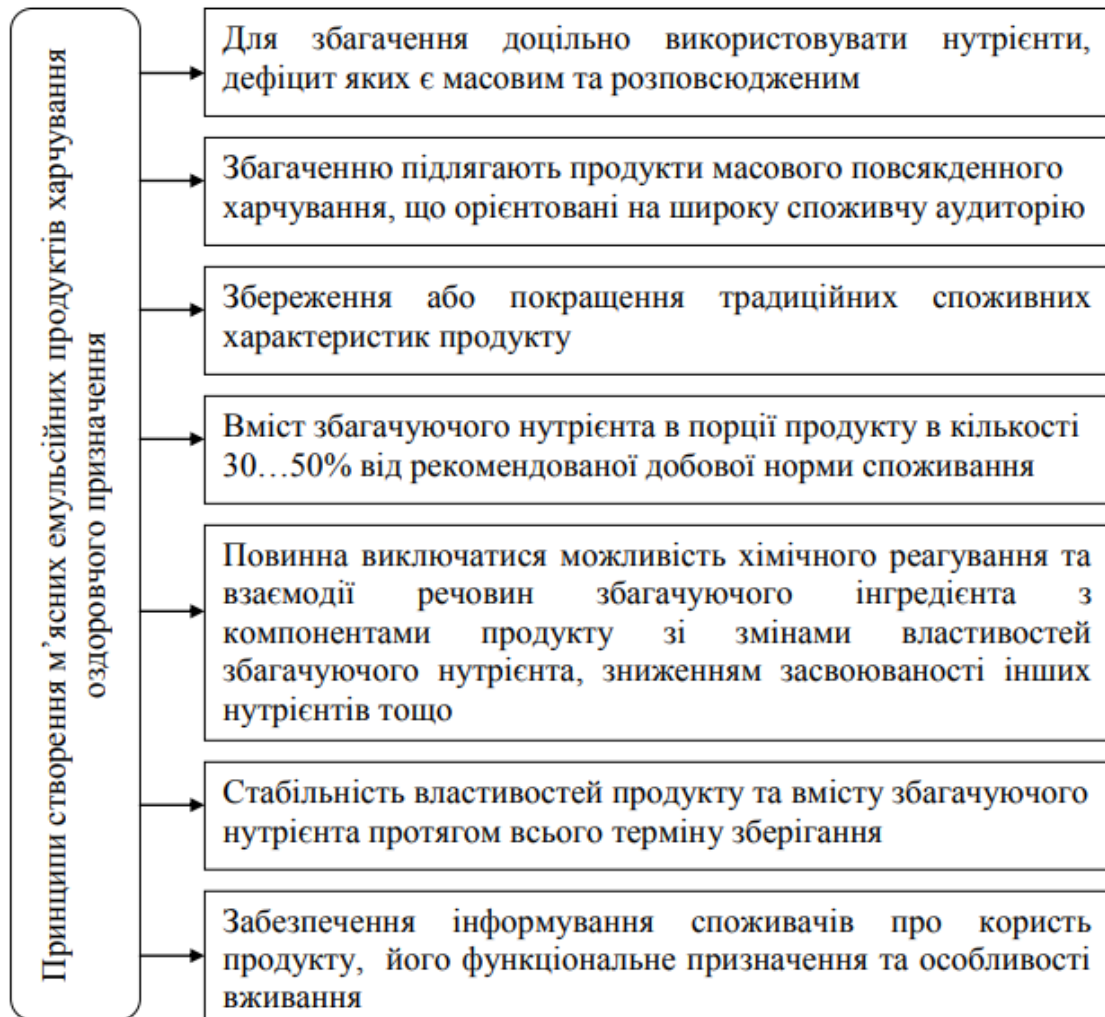 Принципи створення м’ясних емульсійних продуктів харчування
оздоровчого призначення
Для збагачення доцільно використовувати нутрієнти,
дефіцит яких є масовим та розповсюдженим
Збагаченню підлягають продукти масового повсякденного
харчування, що орієнтовані на широку споживчу аудиторію
Збереження або покращення традиційних споживних
характеристик продукту
Вміст збагачуючого нутрієнта в порції продукту в кількості
30…50% від рекомендованої добової норми споживання
Повинна виключатися можливість хімічного реагування та
взаємодії речовин збагачуючого інгредієнта з
компонентами продукту зі змінами властивостей
збагачуючого нутрієнта, зниженням засвоюваності інших
нутрієнтів тощо
Стабільність властивостей продукту та вмісту збагачуючого
нутрієнта протягом всього терміну зберігання
Забезпечення інформування споживачів про користь
продукту, його функціональне призначення та особливості
вживання